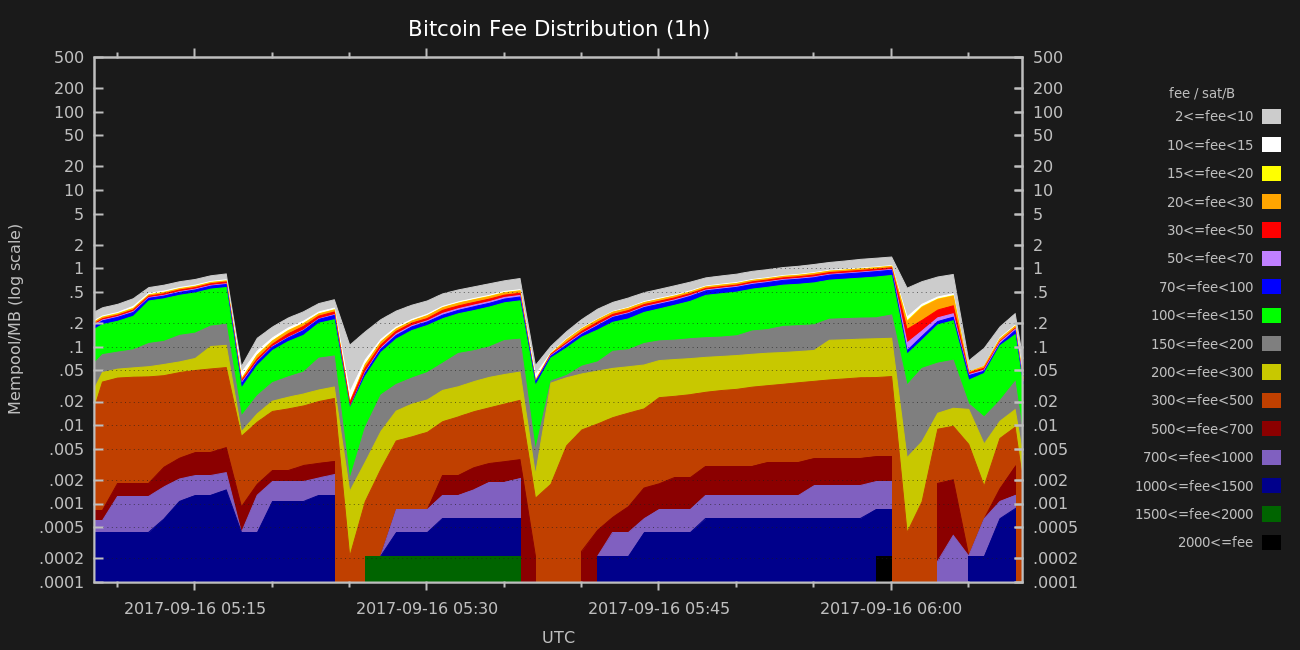 Bitcoin Fee Distribution (1h)
Mempool/MB (log scale)
500
200
100
50
20
10
5
2
1
.5
.2
.1
.05
.02
.01
.005
.002
.001
.0005
.0002
.0001
500
200
100
50
20
10
5
2
1
.5
.2
.1
.05
.02
.01
.005
.002
.001
.0005
.0002
.0001
2017-09-16 05:15
2017-09-16 05:30
2017-09-16 05:45
2017-09-16 06:00
UTC
fee / sat/B
2<=fee<10
10<=fee<15
15<=fee<20
20<=fee<30
30<=fee<50
50<=fee<70
70<=fee<100
100<=fee<150
150<=fee<200
200<=fee<300
300<=fee<500
500<=fee<700
700<=fee<1000
1000<=fee<1500
1500<=fee<2000
2000<=fee